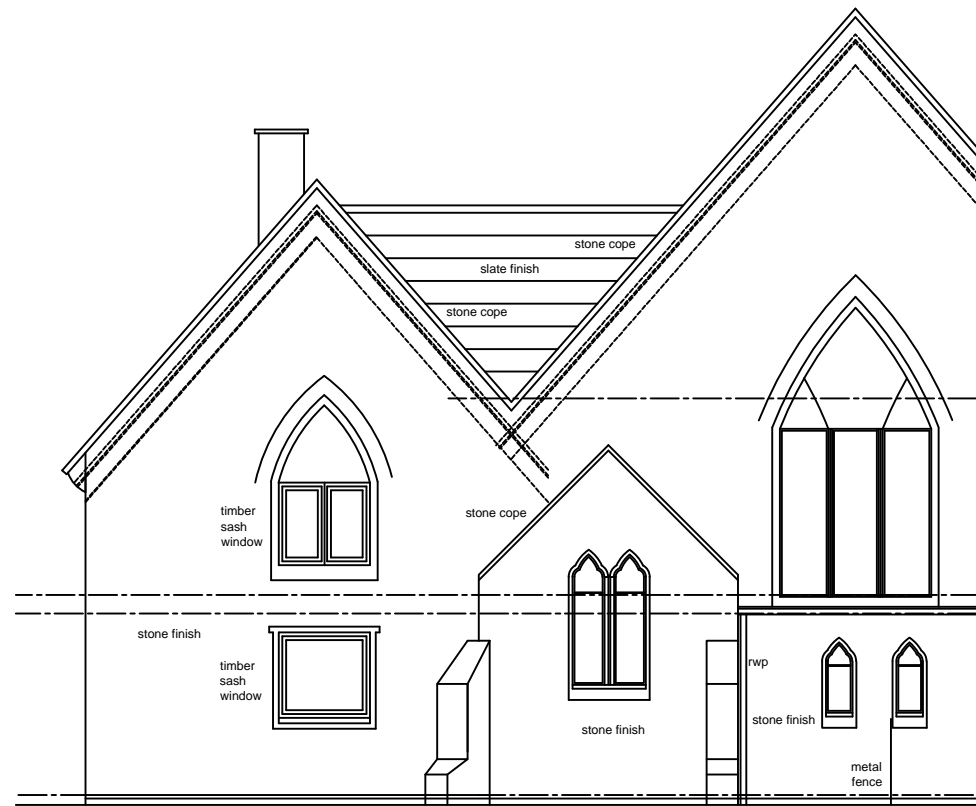 stone cope
slate finish
stone cope
timber
sash
window
stone cope
stone finish
timber
sash
window
rwp
stone finish
stone finish
metal
fence